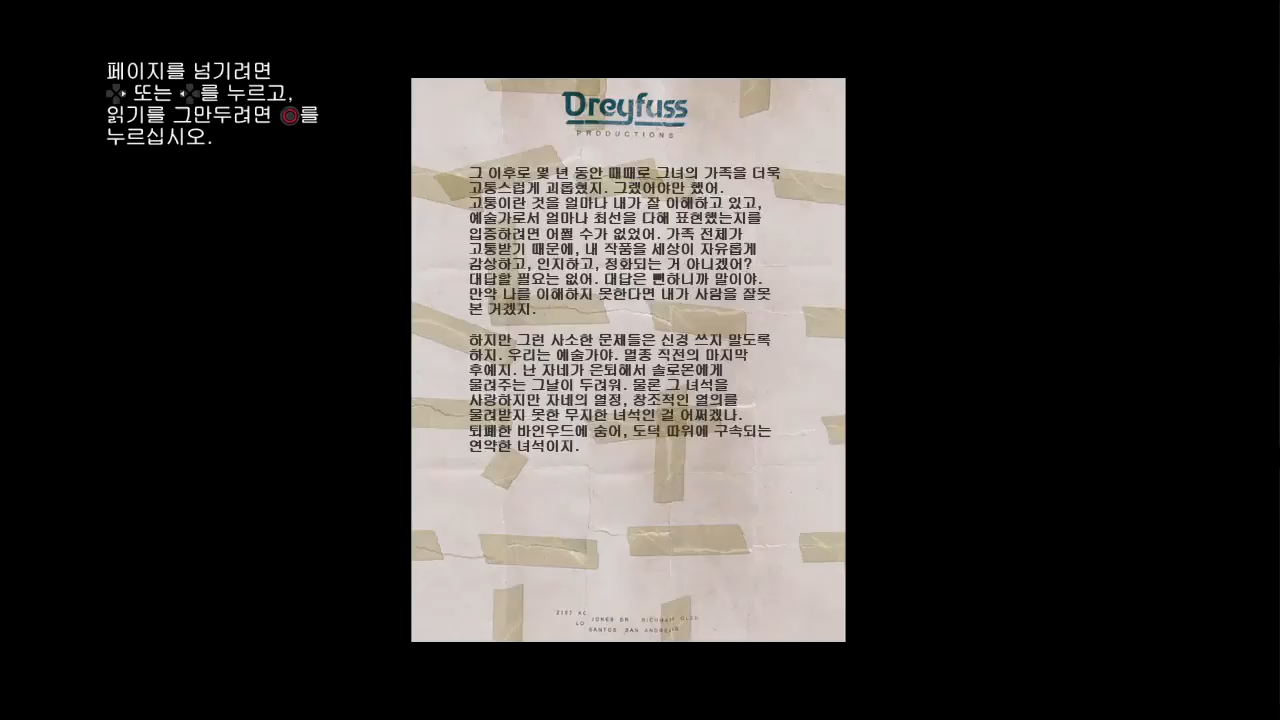 페이지를 넘기려면
또는 를 누르고,
읽기를 그만두려면 를
누르십시오.
Dreyfuss
PRODUCTIONS
그 이후로 몇 년 동안 때때로 그녀의 가족을 더욱
고통스럽게 괴롭혔지. 그랬어야만 했어.
고통이란 것을 얼마나 내가 잘 이해하고 있고,
예술가로서 얼마나 최선을 다해 표현했는지를
입증하려면 어쩔 수가 없었어. 가족 전체가
고통받기 때문에, 내 작품을 세상이 자유롭게
감상하고, 인지하고, 정화되는 거 아니겠어?
대답할 필요는 없어. 대답은 뻔하니까 말이야.
만약 나를 이해하지 못한다면 내가 사람을 잘못
본 거겠지.
하지만 그런 사소한 문제들은 신경 쓰지 말도록
하지. 우리는 예술가야. 멸종 직전의 마지막
후예지. 난 자네가 은퇴해서 솔로몬에게
물려주는 그날이 두려워. 물론 그 녀석을
사랑하지만 자네의 열정, 창조적인 열의를
물려받지 못한 무지한 녀석인 걸 어쩌겠나.
퇴폐한 바인우드에 숨어, 도덕 따위에 구속되는
연약한 녀석이지.
JONES DR RICHMAN GLEN
LO
SANTOS SAN ANDREAS